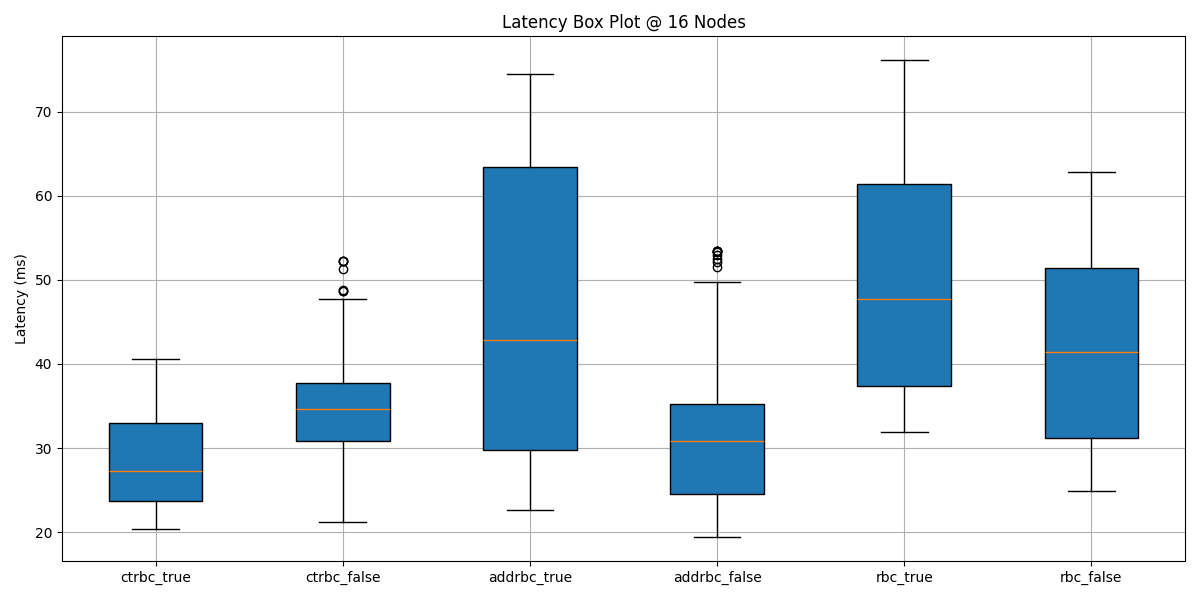 Latency Box Plot @ 16 Nodes
Latency (ms)
70
60
50
40
30
20
ctrbc_true ctrbc_false addrbc_true addrbc_false rbc_true rbc_false